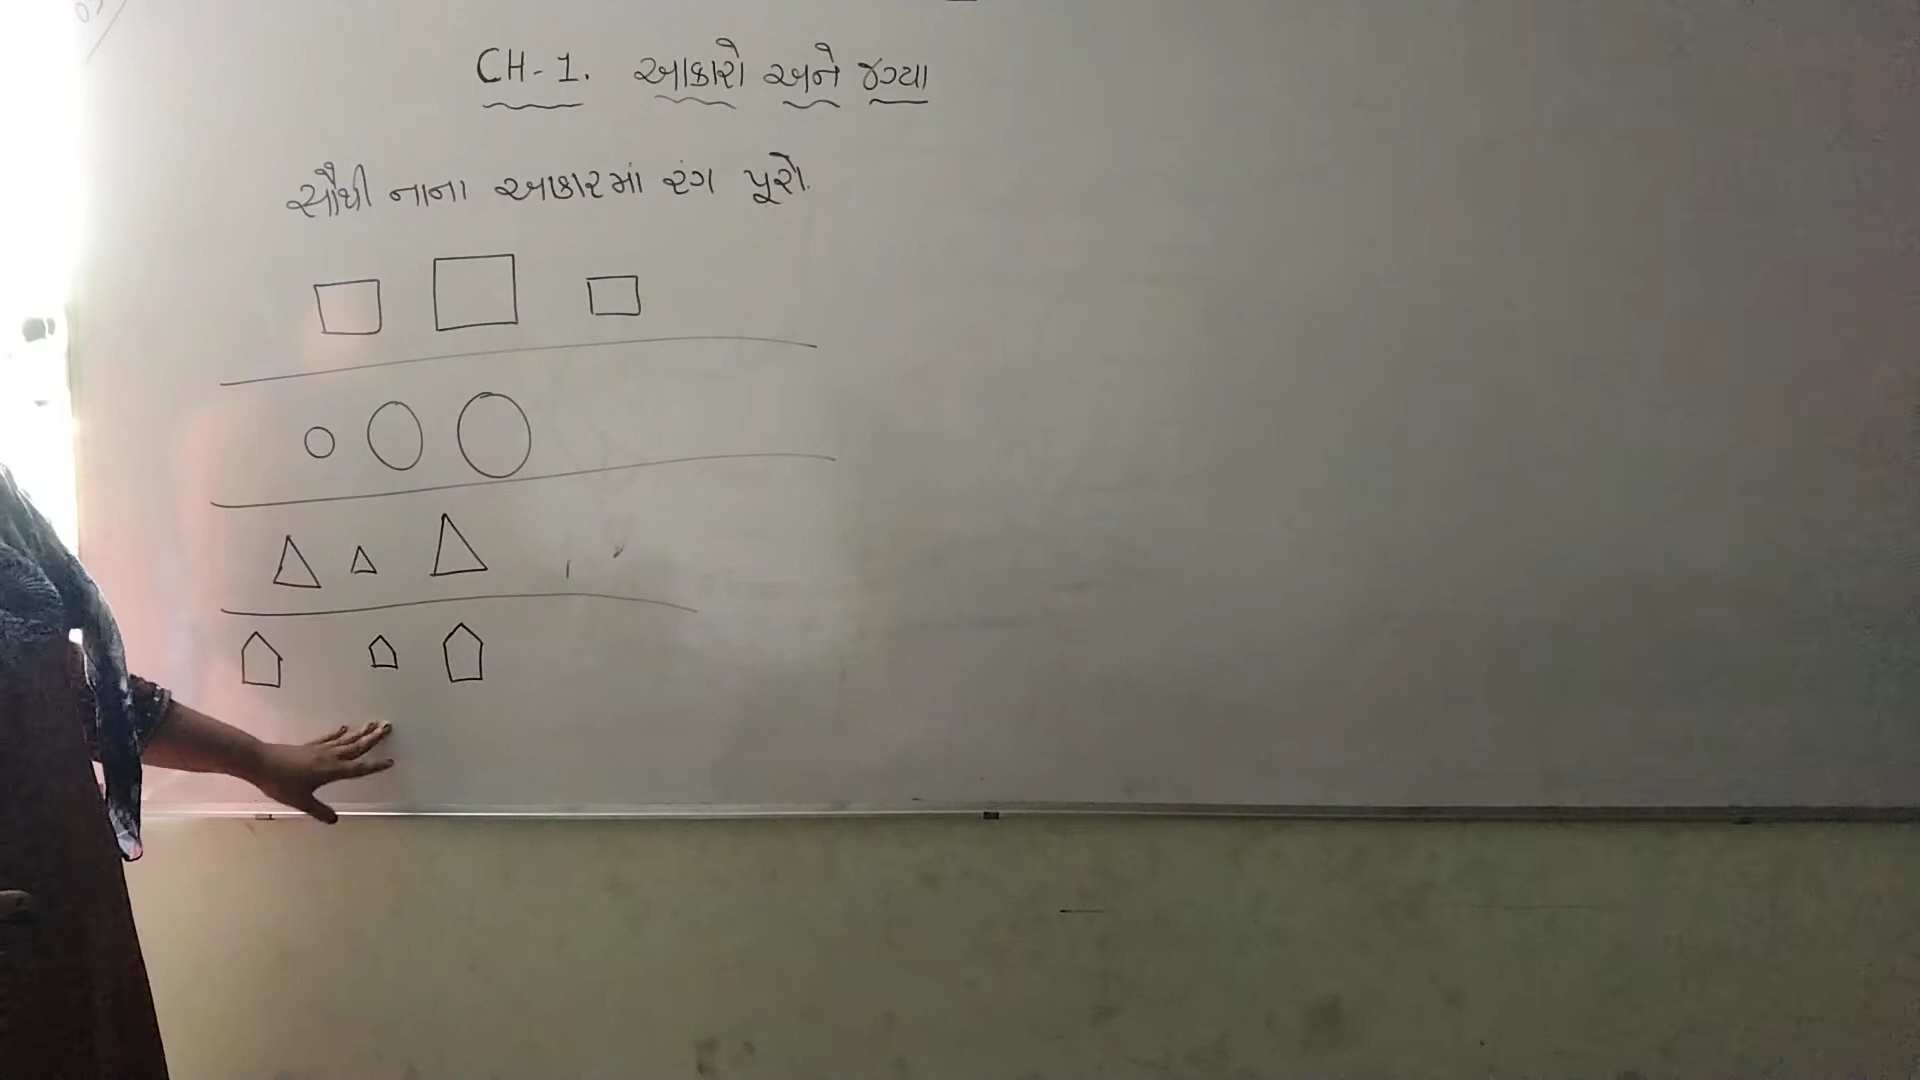 CH-1. આકારો અને જગ્યા
સૌથી નાના આકારમાં રંગ પૂરો.